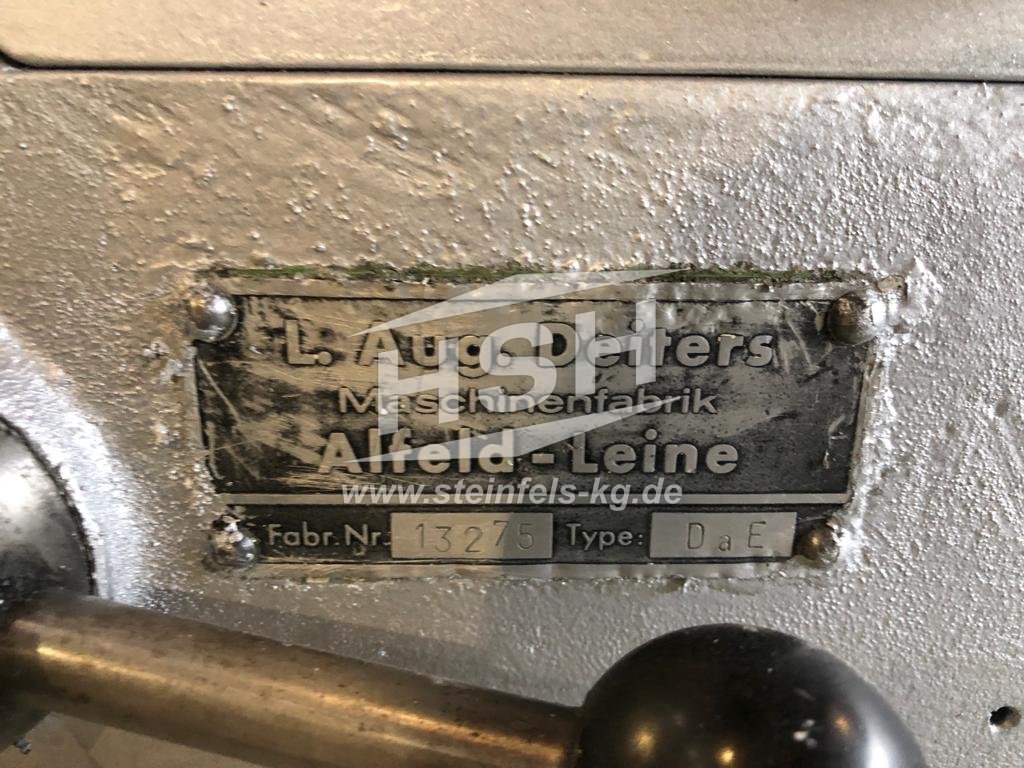 L. Aug. Deiters
Maschinenfabrik
HSH
Alfeld - Leine
www.steinfels-kg.de
Fabr. Nr. 13275 Type: DaE